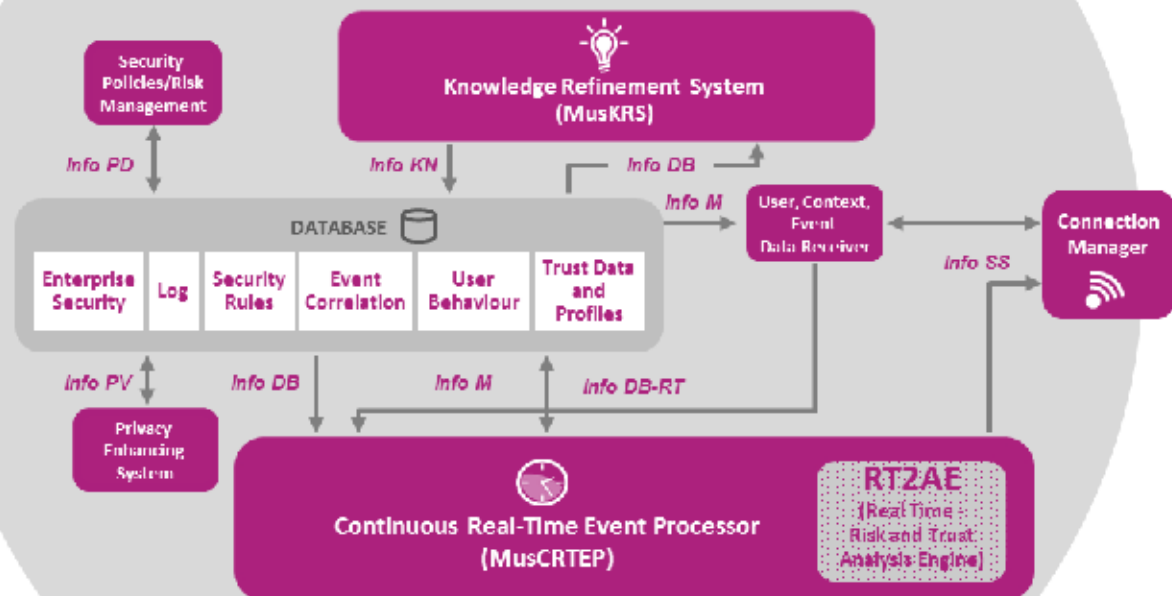 Security
Policies/Risk
Management
Knowledge Refinement System
(MusKRS)
Info PD
Info KN
Info DB
Info M
User, Context,
Event
Data Receiver
Connection
Manager
Info SS
DATABASE
Enterprise
Security
Log
Security
Rules
Event
Correlation
User
Behaviour
Trust Data
and
Profiles
Info PV
Info DB
Info M
Info DB-RT
Privacy
Enhancing
System
Continuous Real-Time Event Processor
(MusCRTEP)
RT2AE
(Real Time -
Risk and Trust
Analysis Engine)